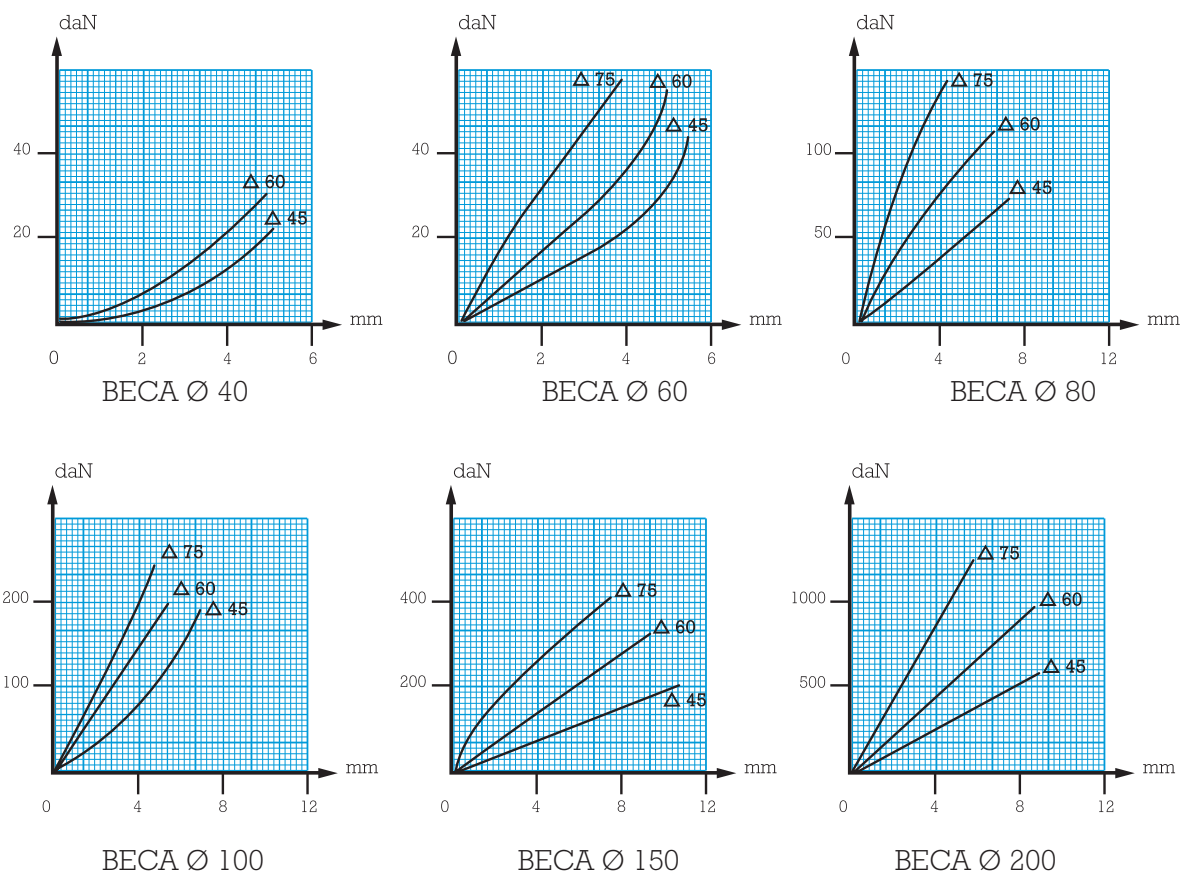 daN
40
20
△ 60
△ 45
mm
0 2 4 6
BECA Ø 40
daN
40
20
△ 75
△ 60
△ 45
mm
0 2 4 6
BECA Ø 60
daN
100
50
△ 75
△ 60
△ 45
mm
0 4 8 12
BECA Ø 80
daN
200
100
△ 75
△ 60
△ 45
mm
0 4 8 12
BECA Ø 100
daN
400
200
△ 75
△ 60
△ 45
mm
0 4 8 12
BECA Ø 150
daN
1000
500
△ 75
△ 60
△ 45
mm
0 4 8 12
BECA Ø 200